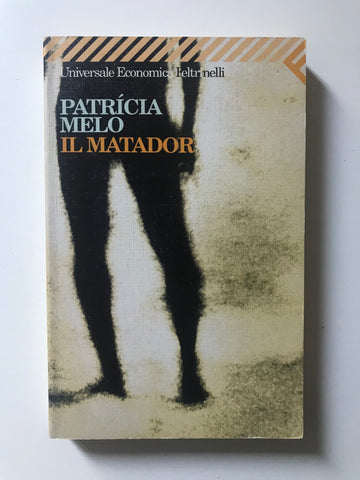 Universale Economica Feltrinelli
PATRÍCIA
MELO
IL MATADOR